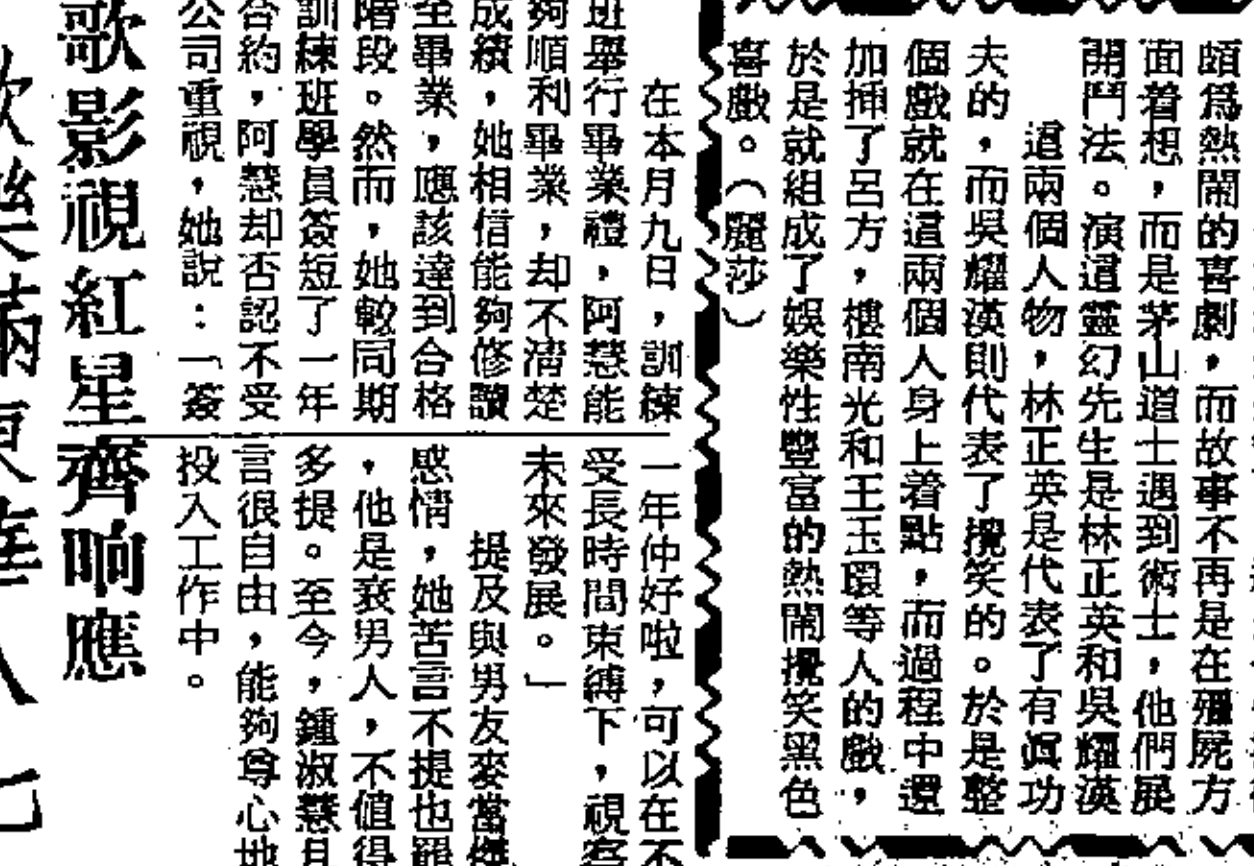 頗為熱鬧的喜劇，而故事不再是在殭屍方
面着想，而是茅山道士遇到術士，他們展
開鬥法。演這靈幻先生是林正英和吳耀漢
這兩個人物，林正英是代表了有真功
夫的，而吳耀漢則代表了攪笑的。於是整
個戲就在這兩個人身上着點，而過程中還
加揷了呂方，樓南光和王玉環等人的戲，
於是就組成了娛樂性豐富的熱鬧攪笑黑色
喜戲。（麗莎）
在本月九日，訓練
班舉行畢業禮，阿慧能
夠順利畢業，却不清楚
成績，她相信能夠修讀
至畢業，應該達到合格
階段。然而，她較同期
訓練班學員簽短了一年
合約，阿慧却否認不受
公司重視，她說：「簽
一年仲好啦，可以在不
受長時間束縛下，視察
未來發展。」
提及與男友麥當傑
感情，她苦言不提也罷
，他是衰男人，不值得
多提。至今，鍾淑慧且
言很自由，能夠尊心地
投入工作中。
歌影視紅星齊响應